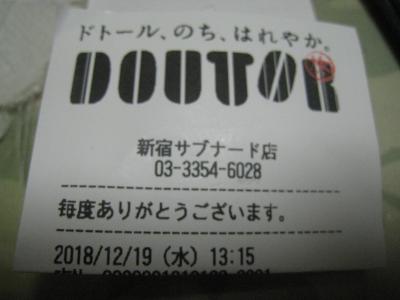 ドトール、のち、はれやか。
DOUTOR
新宿サブナード店
03-3354-6028
毎度ありがとうございます。
2018/12/19 (水) 13:15